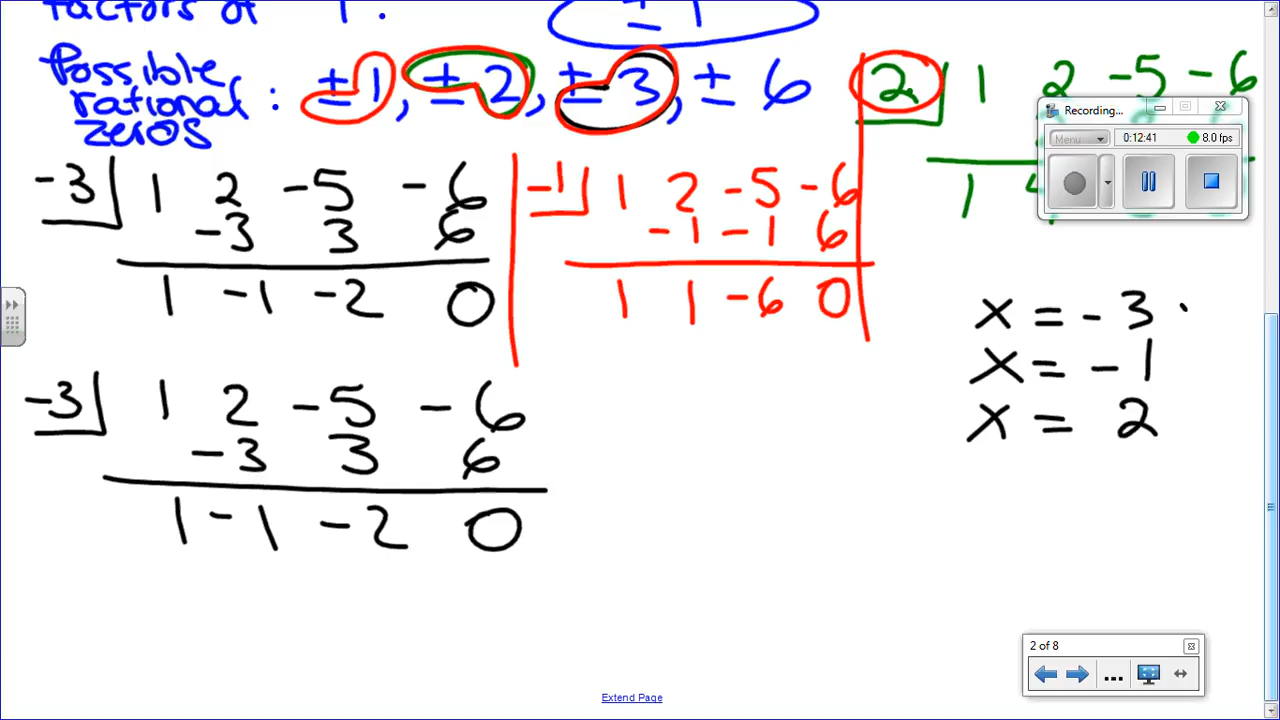 factors of 1 : ± 1
Possible
rational
zeros : ± 1, ± 2, ± 3, ± 6
2 1 2 -5 -6
1
-3 1 2 -5 -6
-3 3 6
1 -1 -2 0
-1 1 2 -5 -6
-1 -1 6
1 1 -6 0
x = -3
x = -1
x = 2
-3 1 2 -5 -6
-3 3 6
1 -1 -2 0
Recording...
Menu 0:12:41 8.0 fps
2 of 8
...
Extend Page